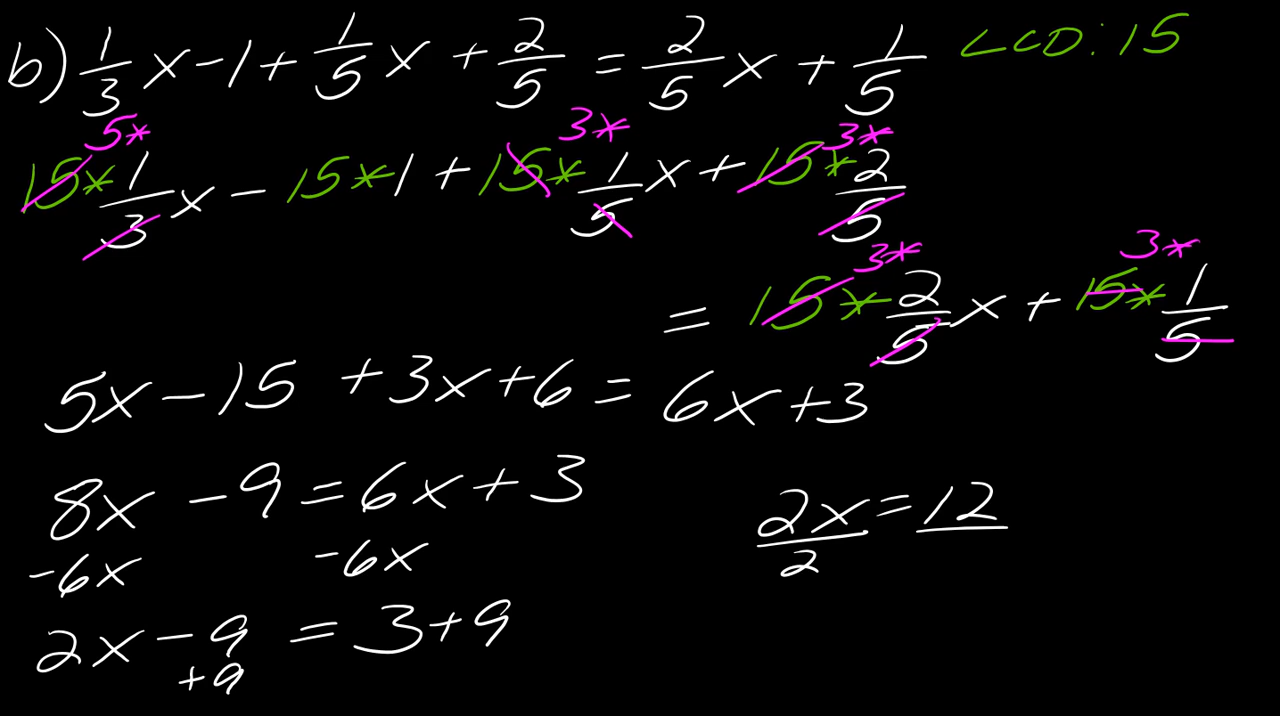 b) 1/3 x - 1 + 1/5 x + 2/5 = 2/5 x + 1/5 LCD: 15
5* 3* 3*
15* 1/3 x - 15*1 + 15* 1/5 x + 15* 2/5
3* 3*
= 15* 2/5 x + 15* 1/5
5x - 15 + 3x + 6 = 6x + 3
8x - 9 = 6x + 3
-6x -6x
2x - 9 = 3 + 9
+9
2x = 12
2